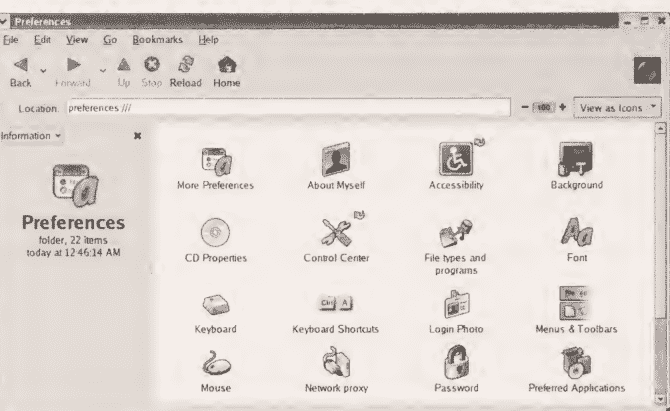 Preferences
File Edit View Go Bookmarks Help
Back Forward Up Stop Reload Home
Location: preferences ///
100 View as Icons
Information
Preferences
folder, 22 items
today at 12:46:14 AM
More Preferences About Myself Accessibility Background
CD Properties Control Center File types and programs Font
Keyboard Keyboard Shortcuts Login Photo Menus & Toolbars
Mouse Network proxy Password Preferred Applications